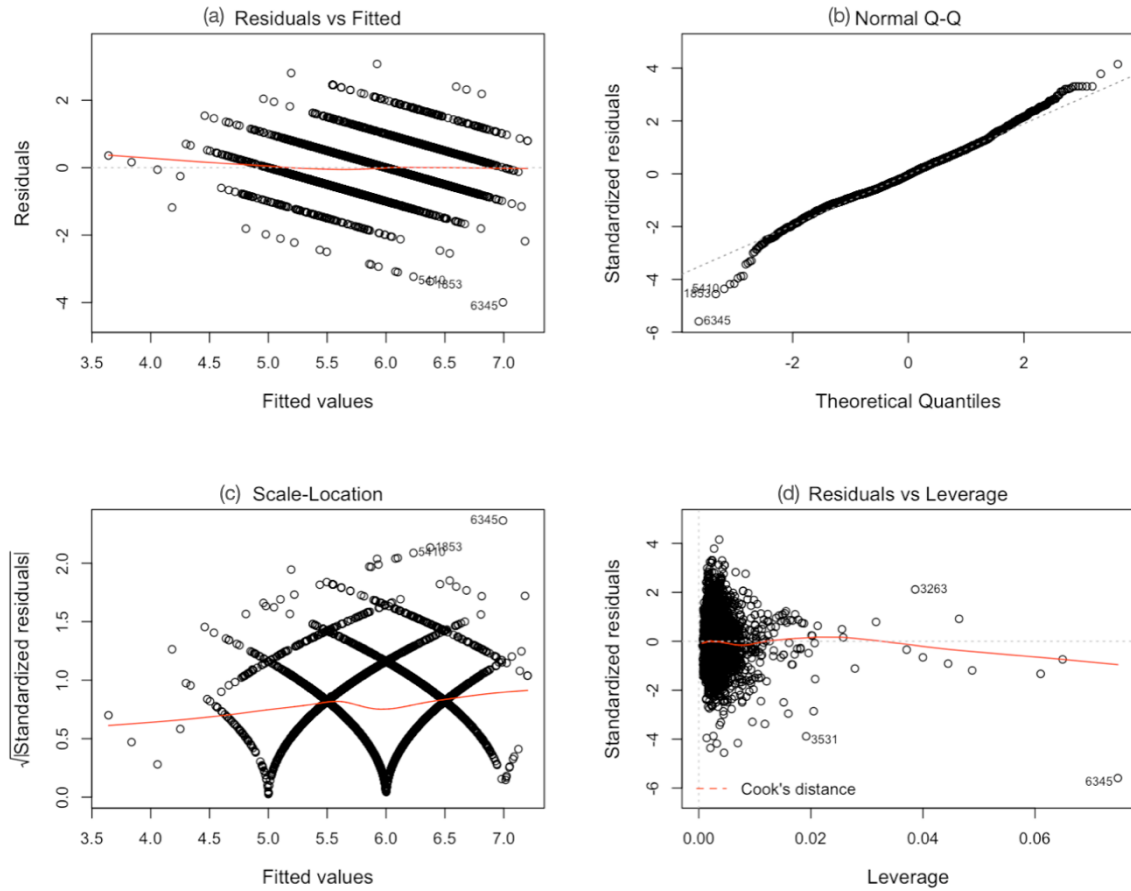 (a) Residuals vs Fitted
Residuals
2
0
-2
4
5410
1853
6345
3.5 4.0 4.5 5.0 5.5 6.0 6.5 7.0
Fitted values
(b) Normal Q-Q
Standardized residuals
4
2
0
-2
-4
-6
5410
1853
6345
-2 0 2
Theoretical Quantiles
(c) Scale-Location
√|Standardized residuals|
2.0
1.5
1.0
0.5
0.0
6345
1853
5410
3.5 4.0 4.5 5.0 5.5 6.0 6.5 7.0
Fitted values
(d) Residuals vs Leverage
Standardized residuals
4
2
0
-2
-4
-6
3263
3531
6345
Cook's distance
0.00 0.02 0.04 0.06
Leverage